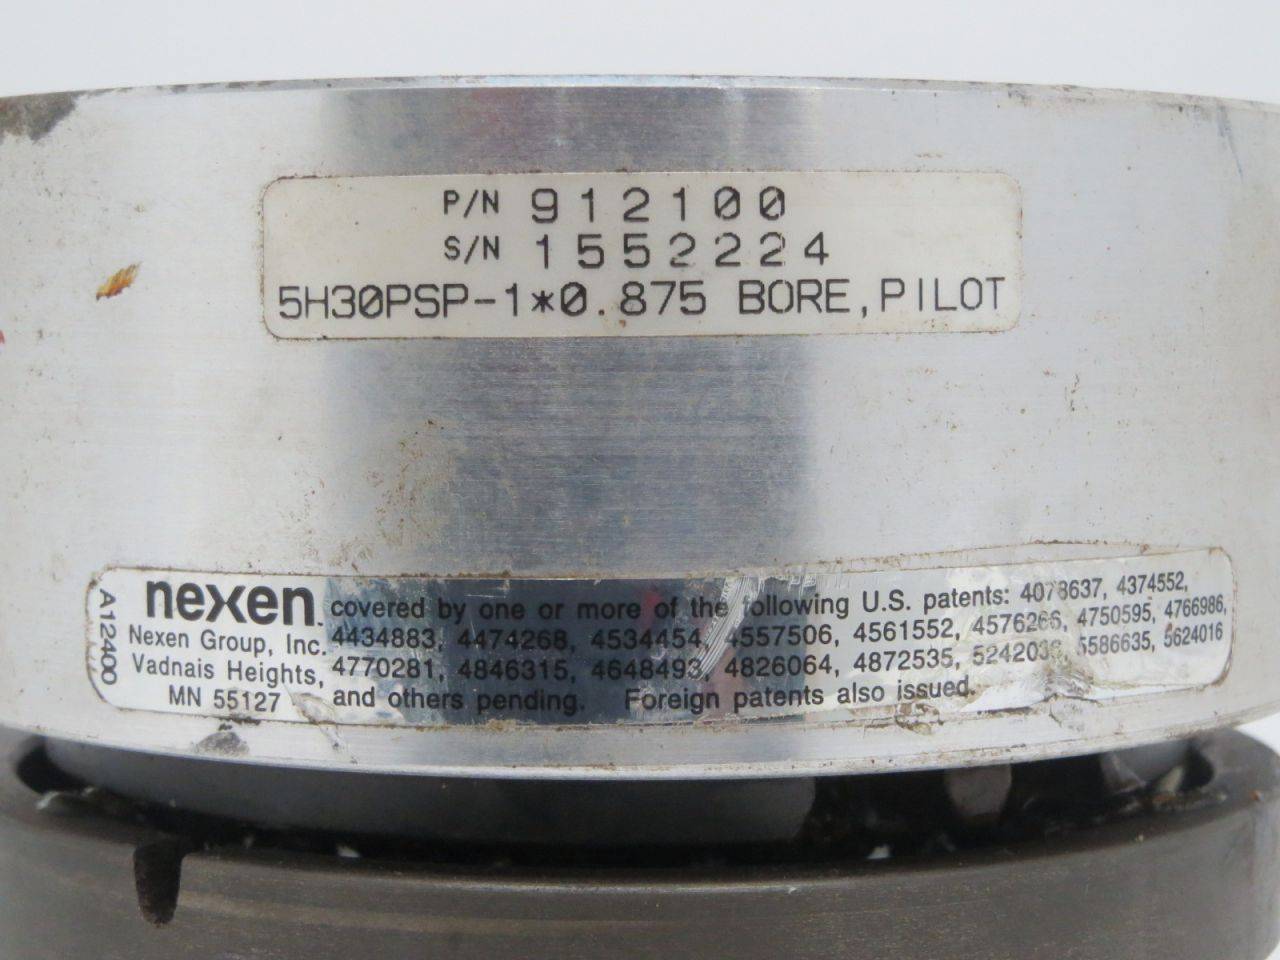 P/N 912100
S/N 1552224
5H30PSP-1*0.875 BORE, PILOT
A12400
nexen. covered by one or more of the following U.S. patents: 4078637, 4374552,
Nexen Group, Inc. 4434883, 4474268, 4534454, 4557506, 4561552, 4576266, 4750595, 4766986,
Vadnais Heights, 4770281, 4846315, 4648493, 4826064, 4872535, 5586635, 5624016
MN 55127 and others pending. Foreign patents also issued.